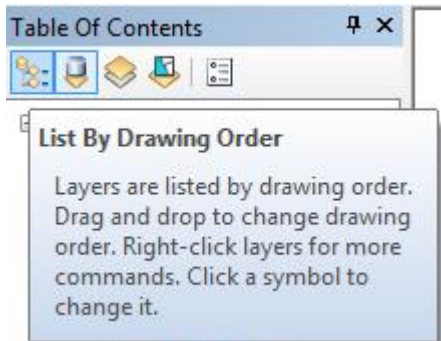 Table Of Contents
List By Drawing Order
Layers are listed by drawing order.
Drag and drop to change drawing
order. Right-click layers for more
commands. Click a symbol to
change it.